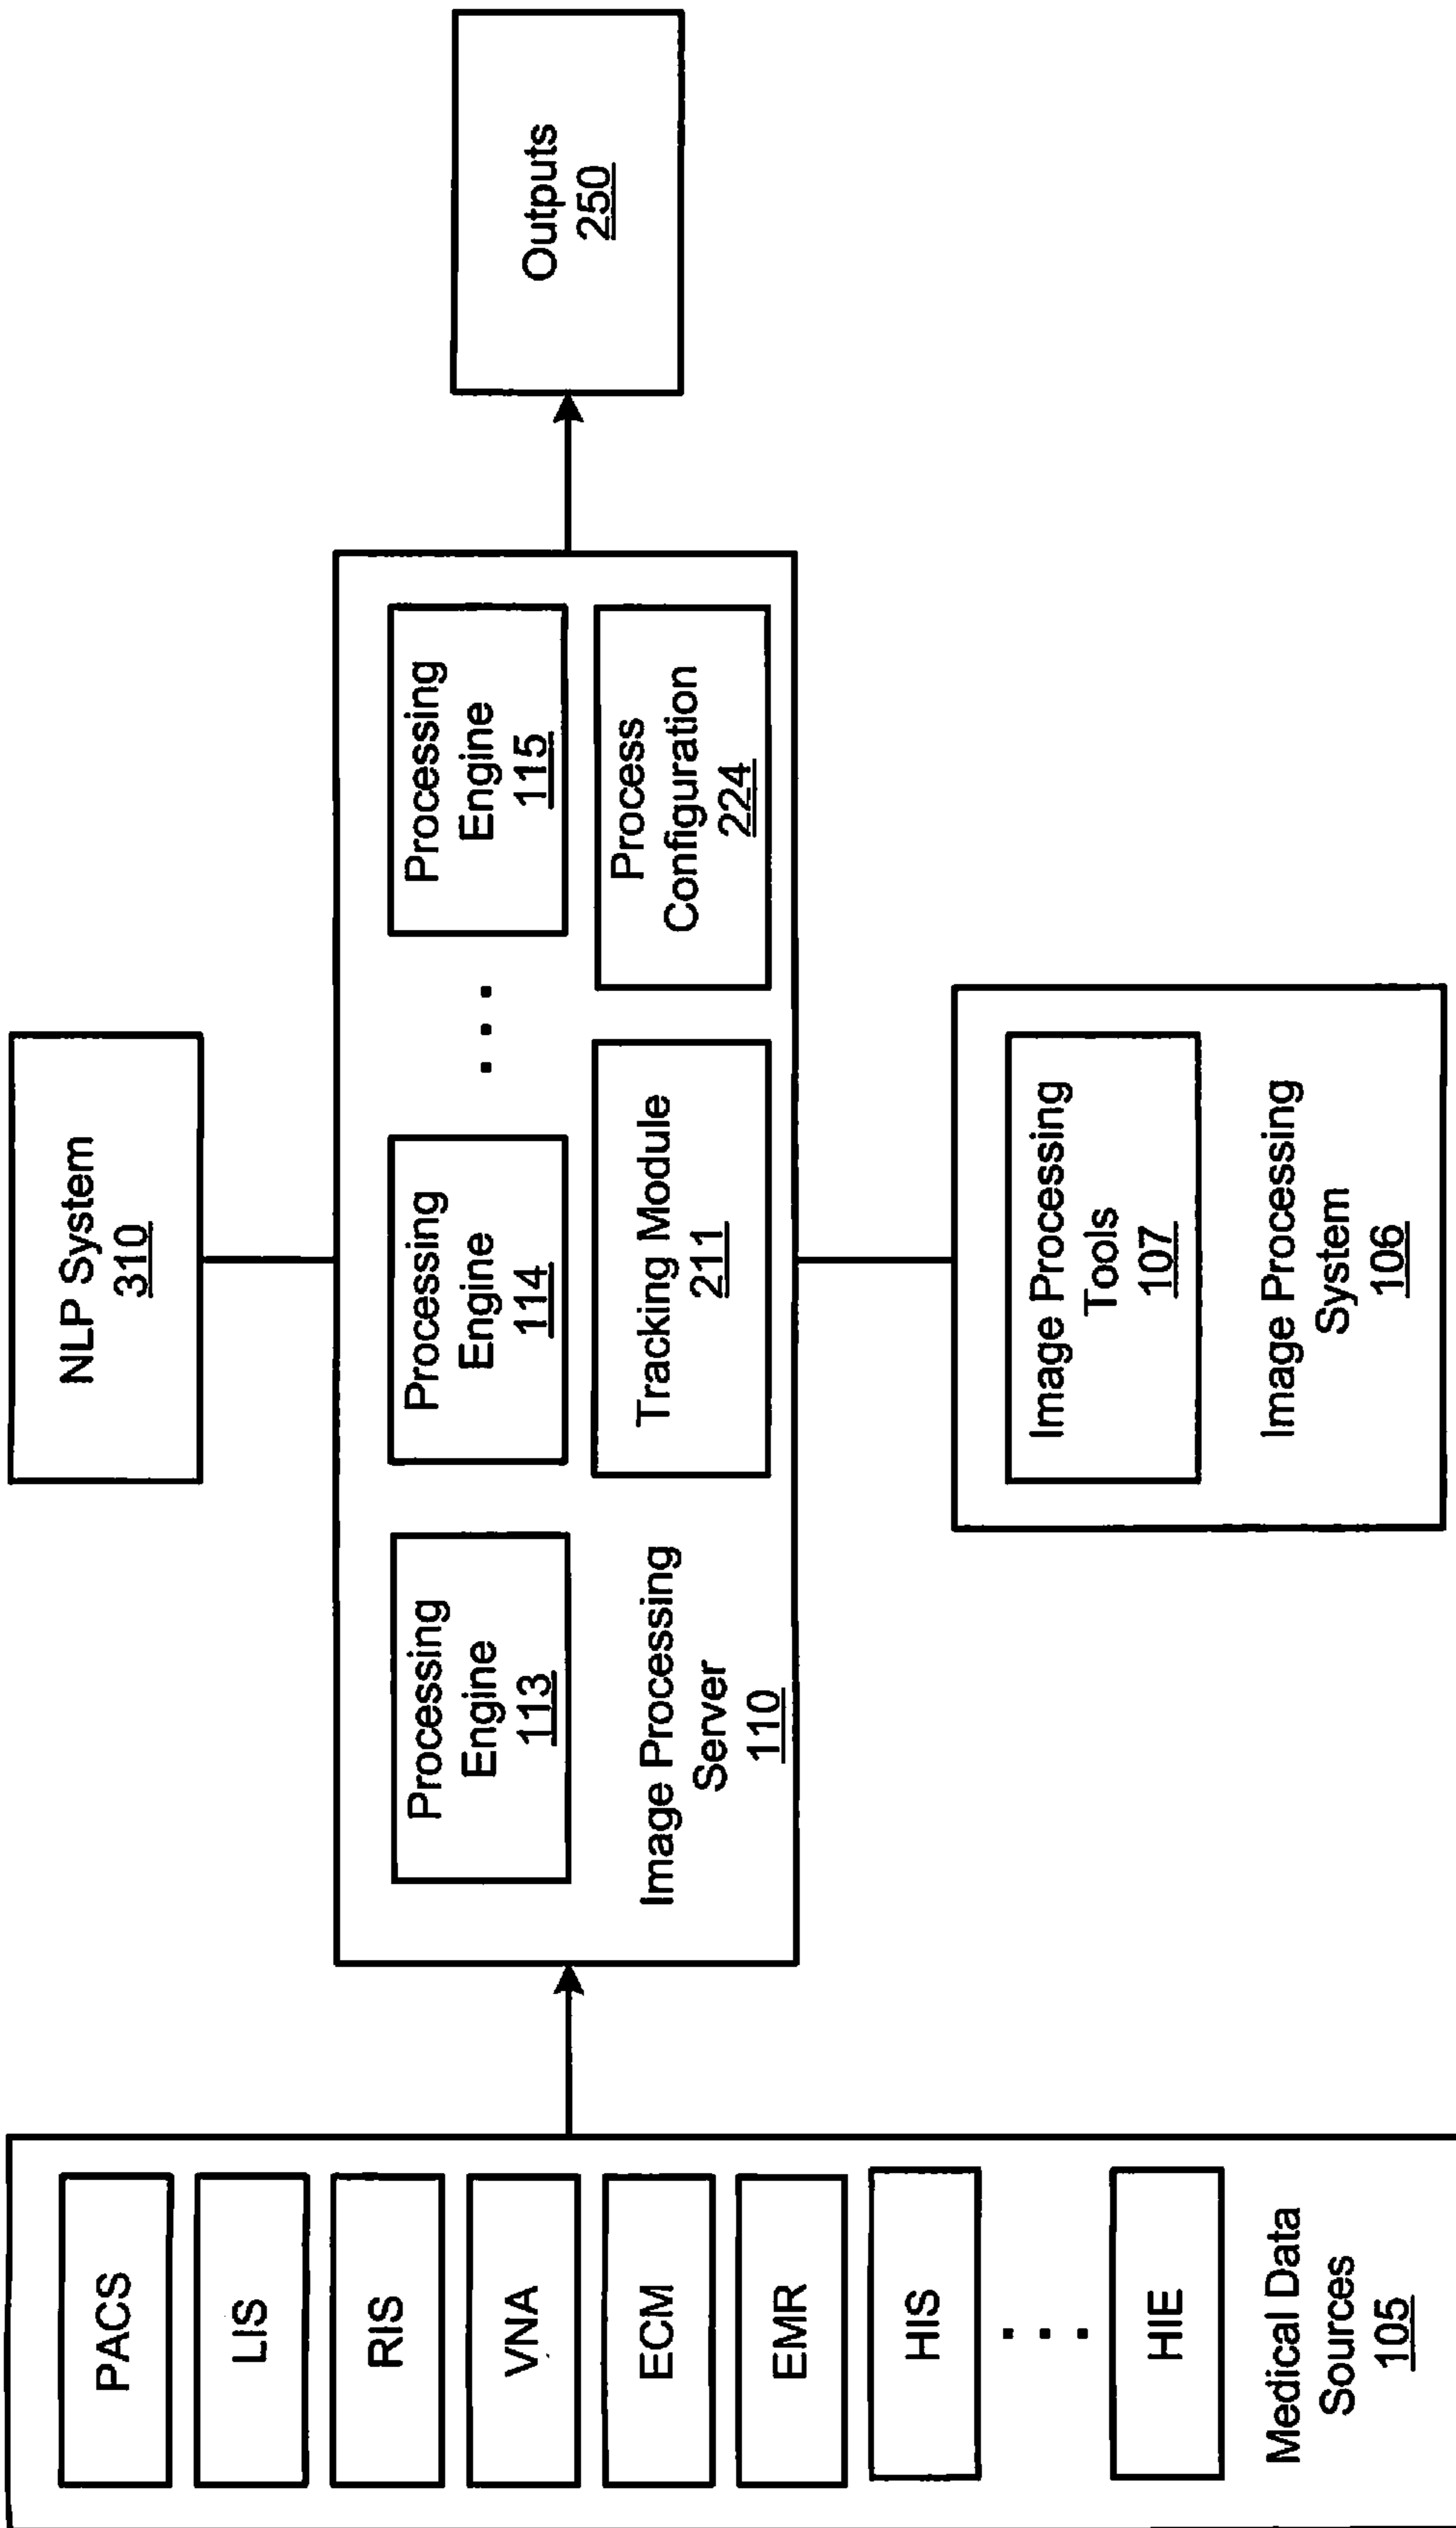 PACS
LIS
RIS
VNA
ECM
EMR
HIS
. . .
HIE
Medical Data
Sources
105
NLP System
310
Processing
Engine
113
Processing
Engine
114
. . .
Processing
Engine
115
Image Processing
Server
110
Tracking Module
211
Process
Configuration
224
Image Processing
Tools
107
Image Processing
System
106
Outputs
250